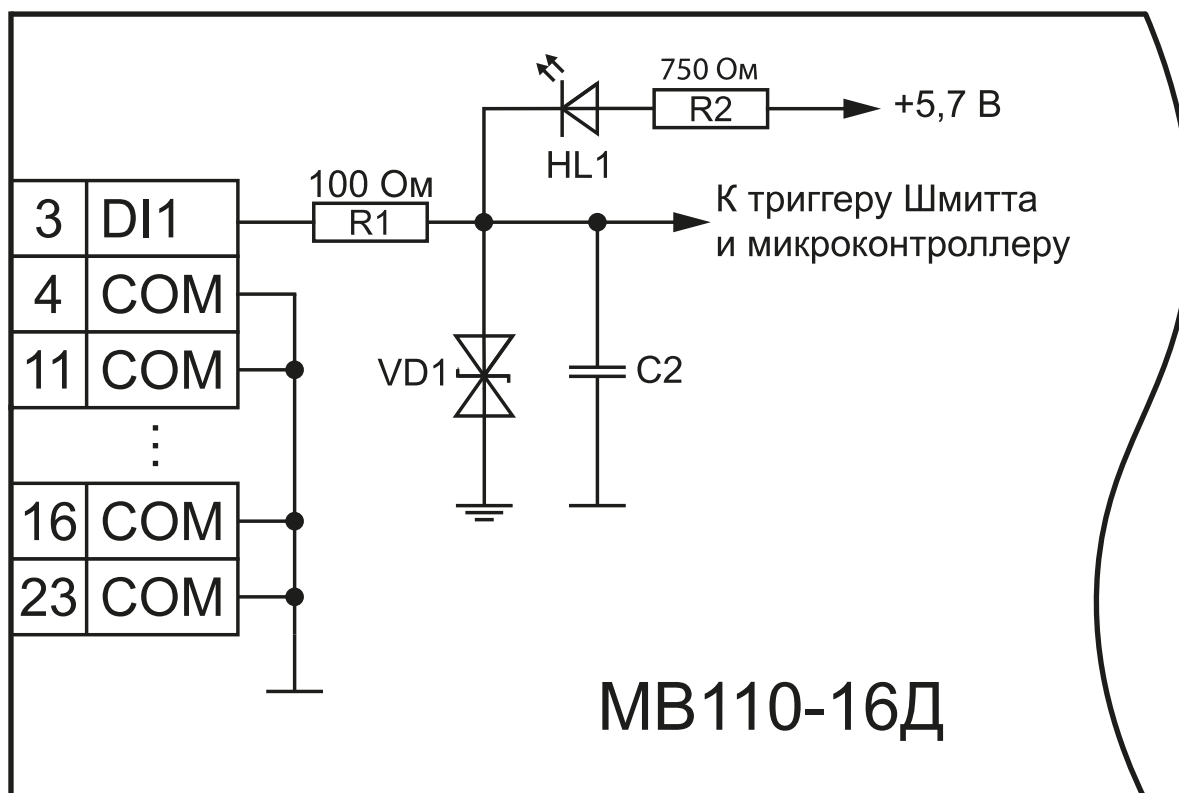 750 Ом
R2
+5,7 В
HL1
100 Ом
R1
К триггеру Шмитта
и микроконтроллеру
3 DI1
4 COM
11 COM
⋮
16 COM
23 COM
VD1
C2
МВ110-16Д